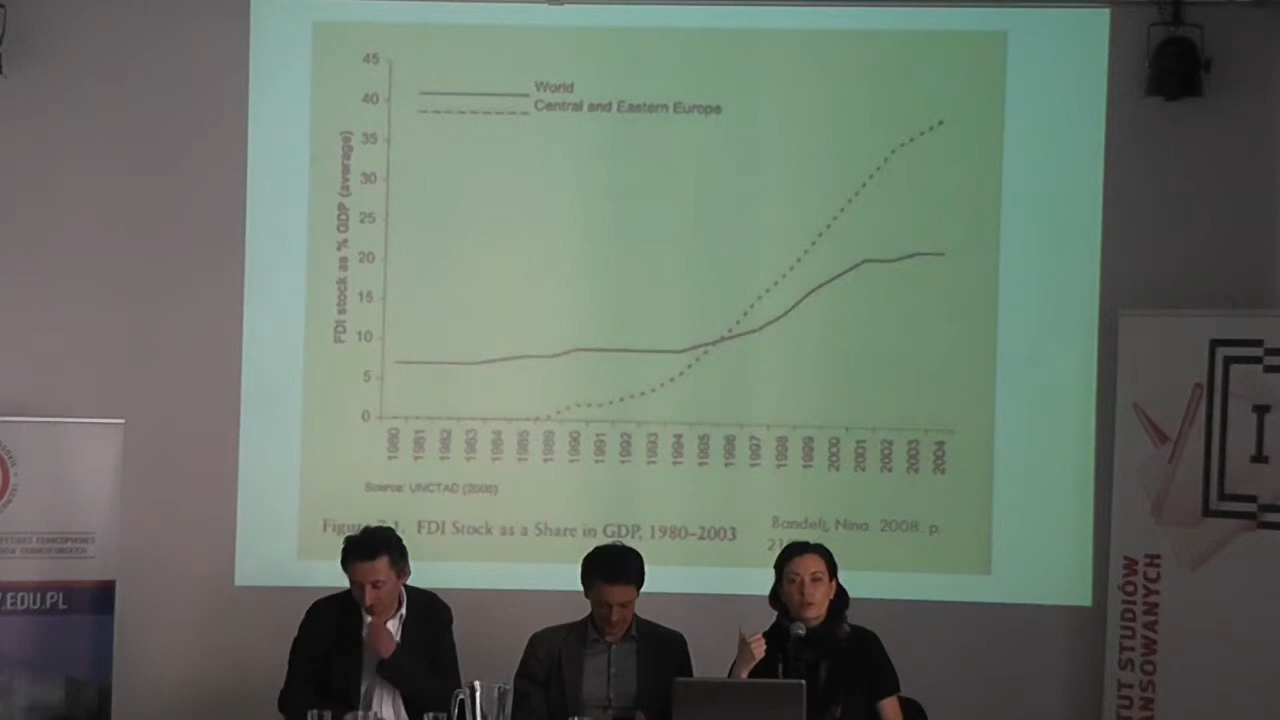 45
World
40
Central and Eastern Europe
35
30
25
20
15
10
5
0
FDI stock as % GDP (average)
1980 1981 1982 1983 1984 1985 1989 1990 1991 1992 1993 1994 1995 1996 1997 1998 1999 2000 2001 2002 2003 2004
Source: UNCTAD
FDI Stock as a Share in GDP, 1980–2003
Bandelj, Nina. 2008. p.
.EDU.PL
I
TUT STUDIÓW
ANSOWANYCH